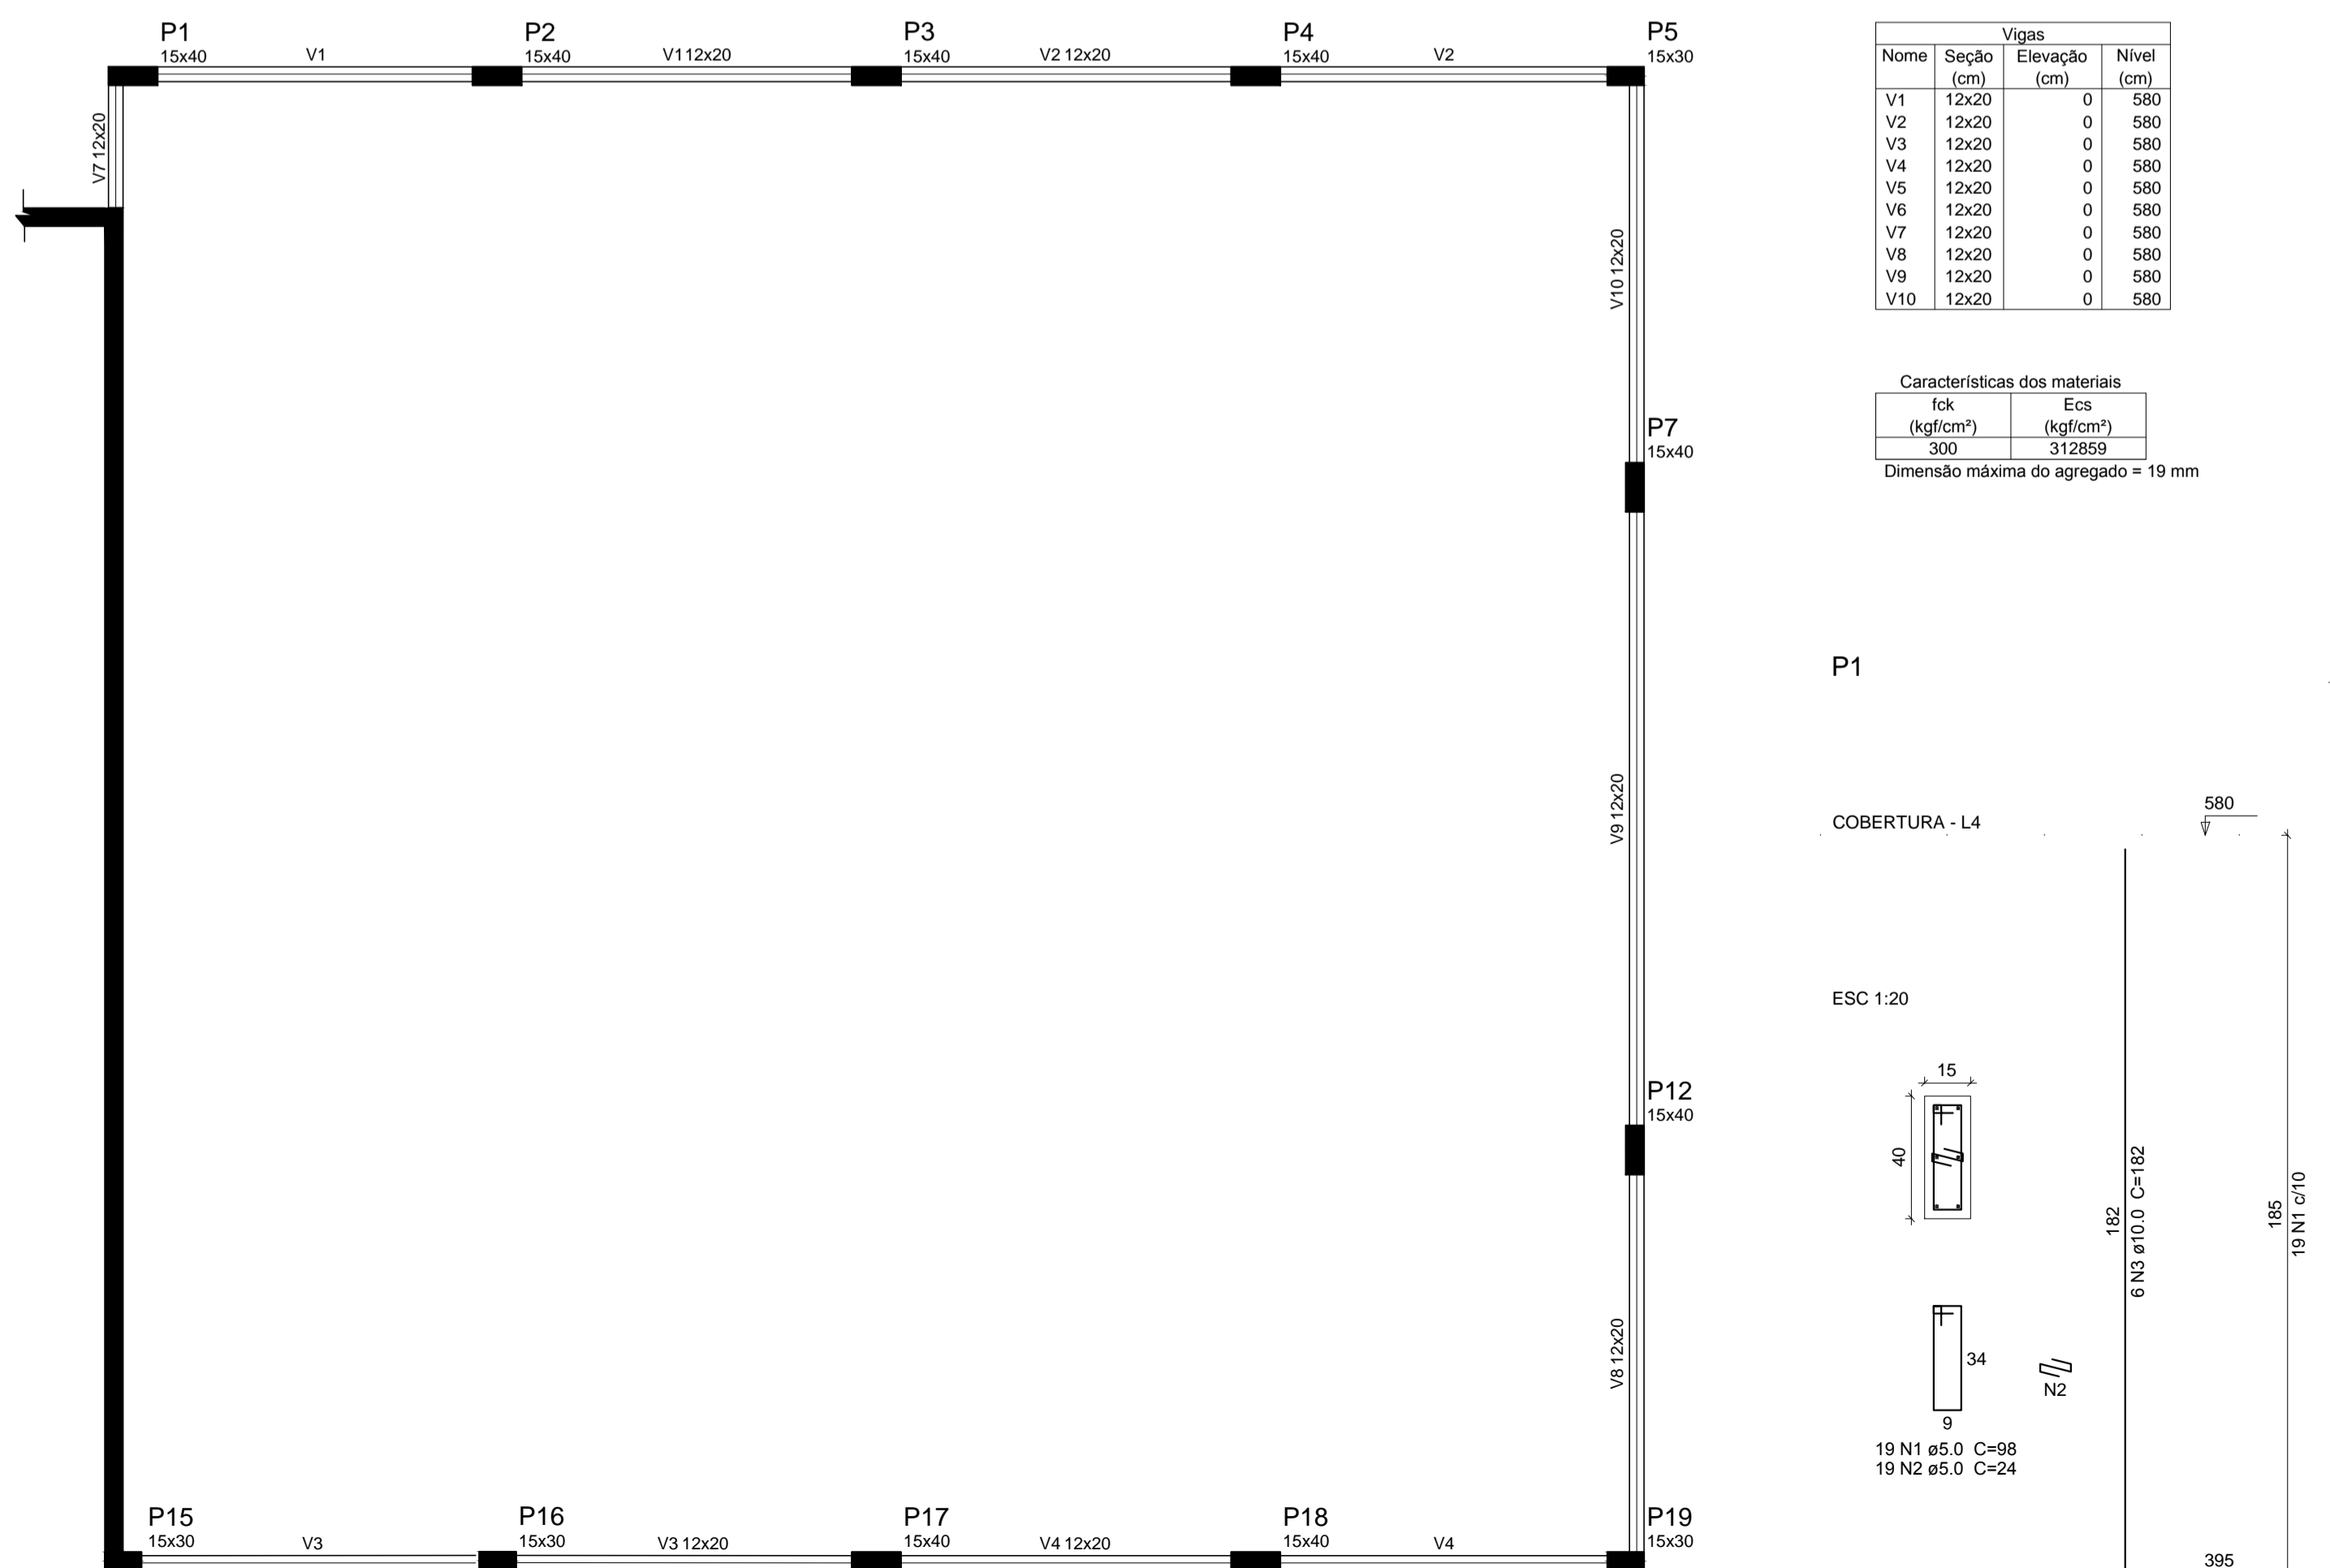 P1
15x40
V1
P2
15x40
V1 12x20
P3
15x40
V2 12x20
P4
15x40
V2
P5
15x30
V7 12x20
V10 12x20
P7
15x40
V9 12x20
P12
15x40
V8 12x20
P15
15x30
V3
P16
15x30
V3 12x20
P17
15x40
V4 12x20
P18
15x40
V4
P19
15x30
Vigas
Nome Seção (cm) Elevação (cm) Nível (cm)
V1 12x20 0 580
V2 12x20 0 580
V3 12x20 0 580
V4 12x20 0 580
V5 12x20 0 580
V6 12x20 0 580
V7 12x20 0 580
V8 12x20 0 580
V9 12x20 0 580
V10 12x20 0 580
Características dos materiais
fck (kgf/cm²) Ecs (kgf/cm²)
300 312859
Dimensão máxima do agregado = 19 mm
P1
580
COBERTURA - L4
ESC 1:20
15
40
182
6 N3 ø10.0 C=182
185
19 N1 c/10
34
N2
9
19 N1 ø5.0 C=98
19 N2 ø5.0 C=24
395